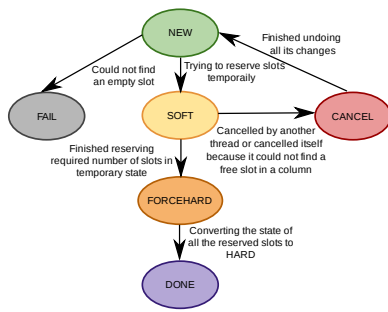 NEW
Finished undoing
all its changes
Could not find
an empty slot
Trying to reserve slots
temporaily
FAIL
SOFT
CANCEL
Cancelled by another
thread or cancelled itself
because it could not find a
free slot in a column
Finished reserving
required number of slots in
temporary state
FORCEHARD
Converting the state of
all the reserved slots to
HARD
DONE